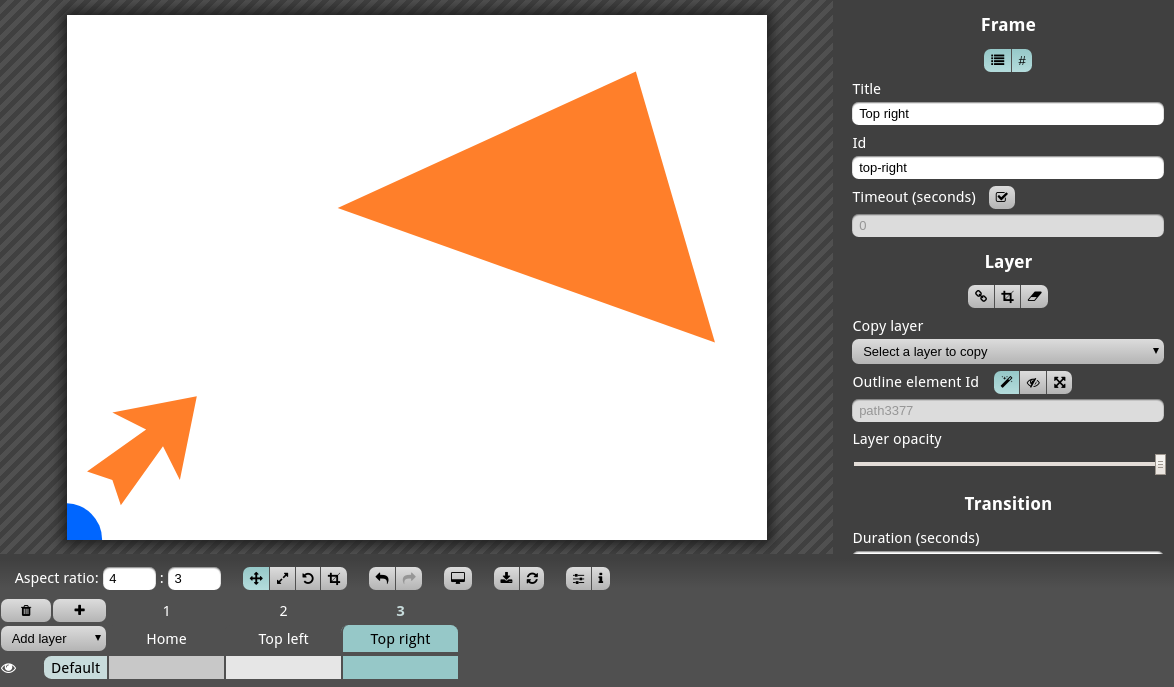 Frame
#
Title
Top right
Id
top-right
Timeout (seconds)
0
Layer
Copy layer
Select a layer to copy
Outline element Id
path3377
Layer opacity
Transition
Duration (seconds)
Aspect ratio: 4 : 3
1 2 3
Add layer Home Top left Top right
Default